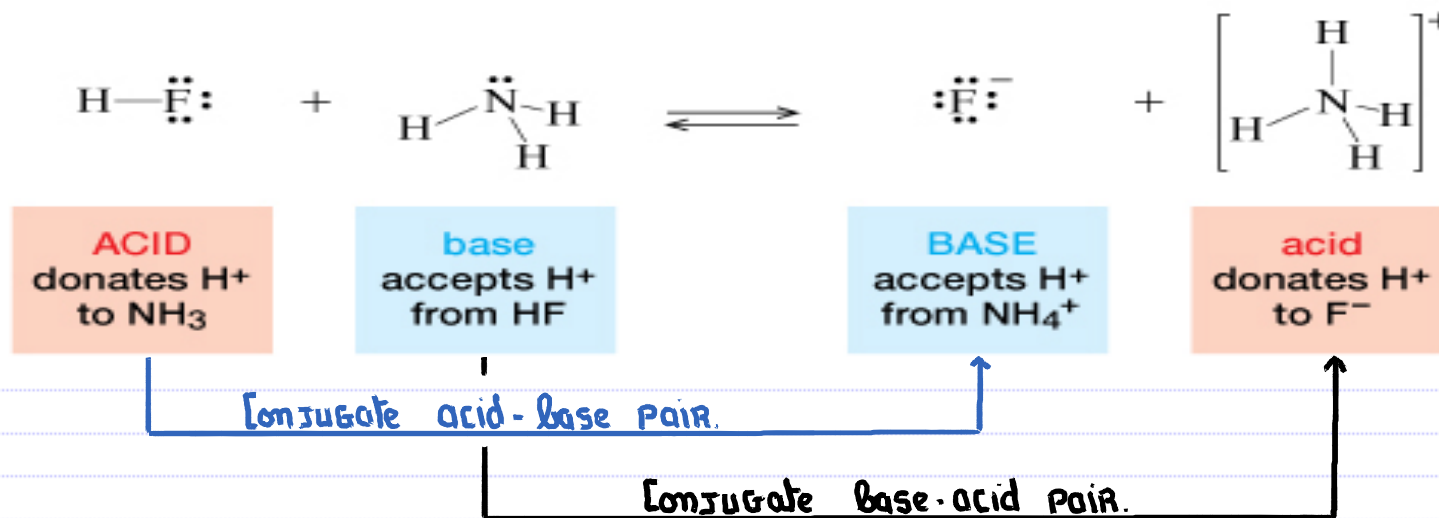 H—F + H N H H ⇌ F⁻ + [H N H H H]⁺
ACID
donates H⁺
to NH₃
base
accepts H⁺
from HF
BASE
accepts H⁺
from NH₄⁺
acid
donates H⁺
to F⁻
Conjugate acid-base pair.
Conjugate Base-acid pair.